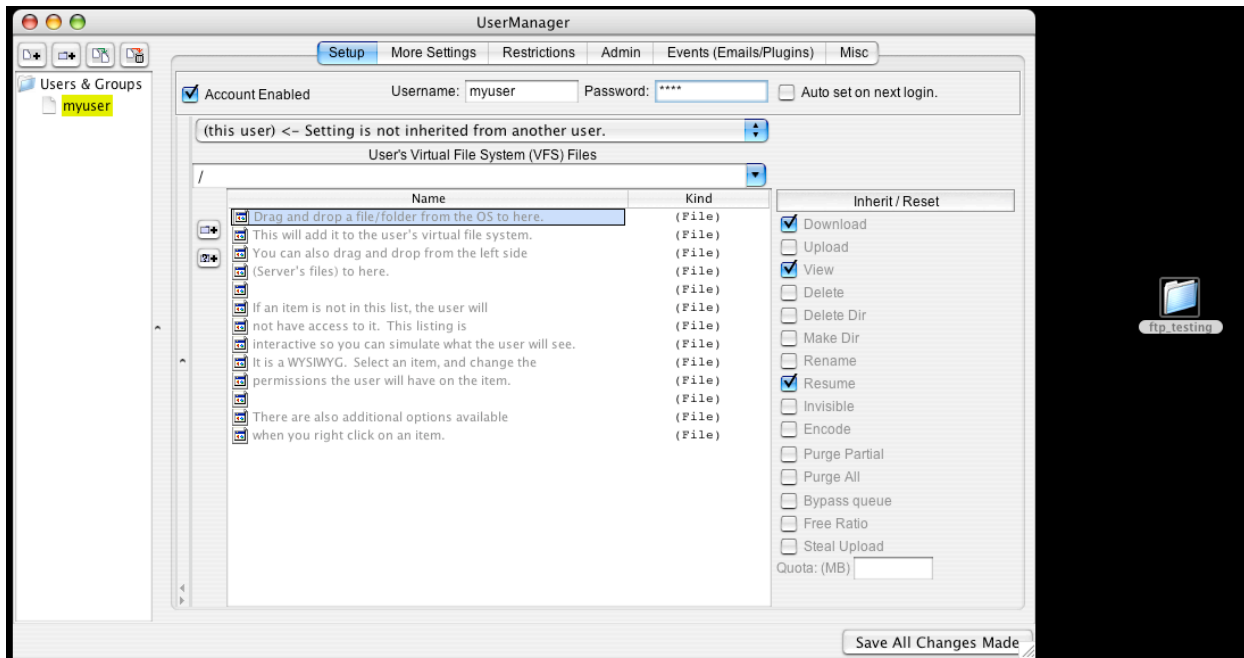 UserManager
Setup More Settings Restrictions Admin Events (Emails/Plugins) Misc
Users & Groups
myuser
Account Enabled Username: myuser Password: **** Auto set on next login.
(this user) <- Setting is not inherited from another user.
User's Virtual File System (VFS) Files
/
Name Kind
Drag and drop a file/folder from the OS to here. (File)
This will add it to the user's virtual file system. (File)
You can also drag and drop from the left side (File)
(Server's files) to here. (File)
(File)
If an item is not in this list, the user will (File)
not have access to it. This listing is (File)
interactive so you can simulate what the user will see. (File)
It is a WYSIWYG. Select an item, and change the (File)
permissions the user will have on the item. (File)
(File)
There are also additional options available (File)
when you right click on an item. (File)
Inherit / Reset
Download
Upload
View
Delete
Delete Dir
Make Dir
Rename
Resume
Invisible
Encode
Purge Partial
Purge All
Bypass queue
Free Ratio
Steal Upload
Quota: (MB)
Save All Changes Made
ftp_testing